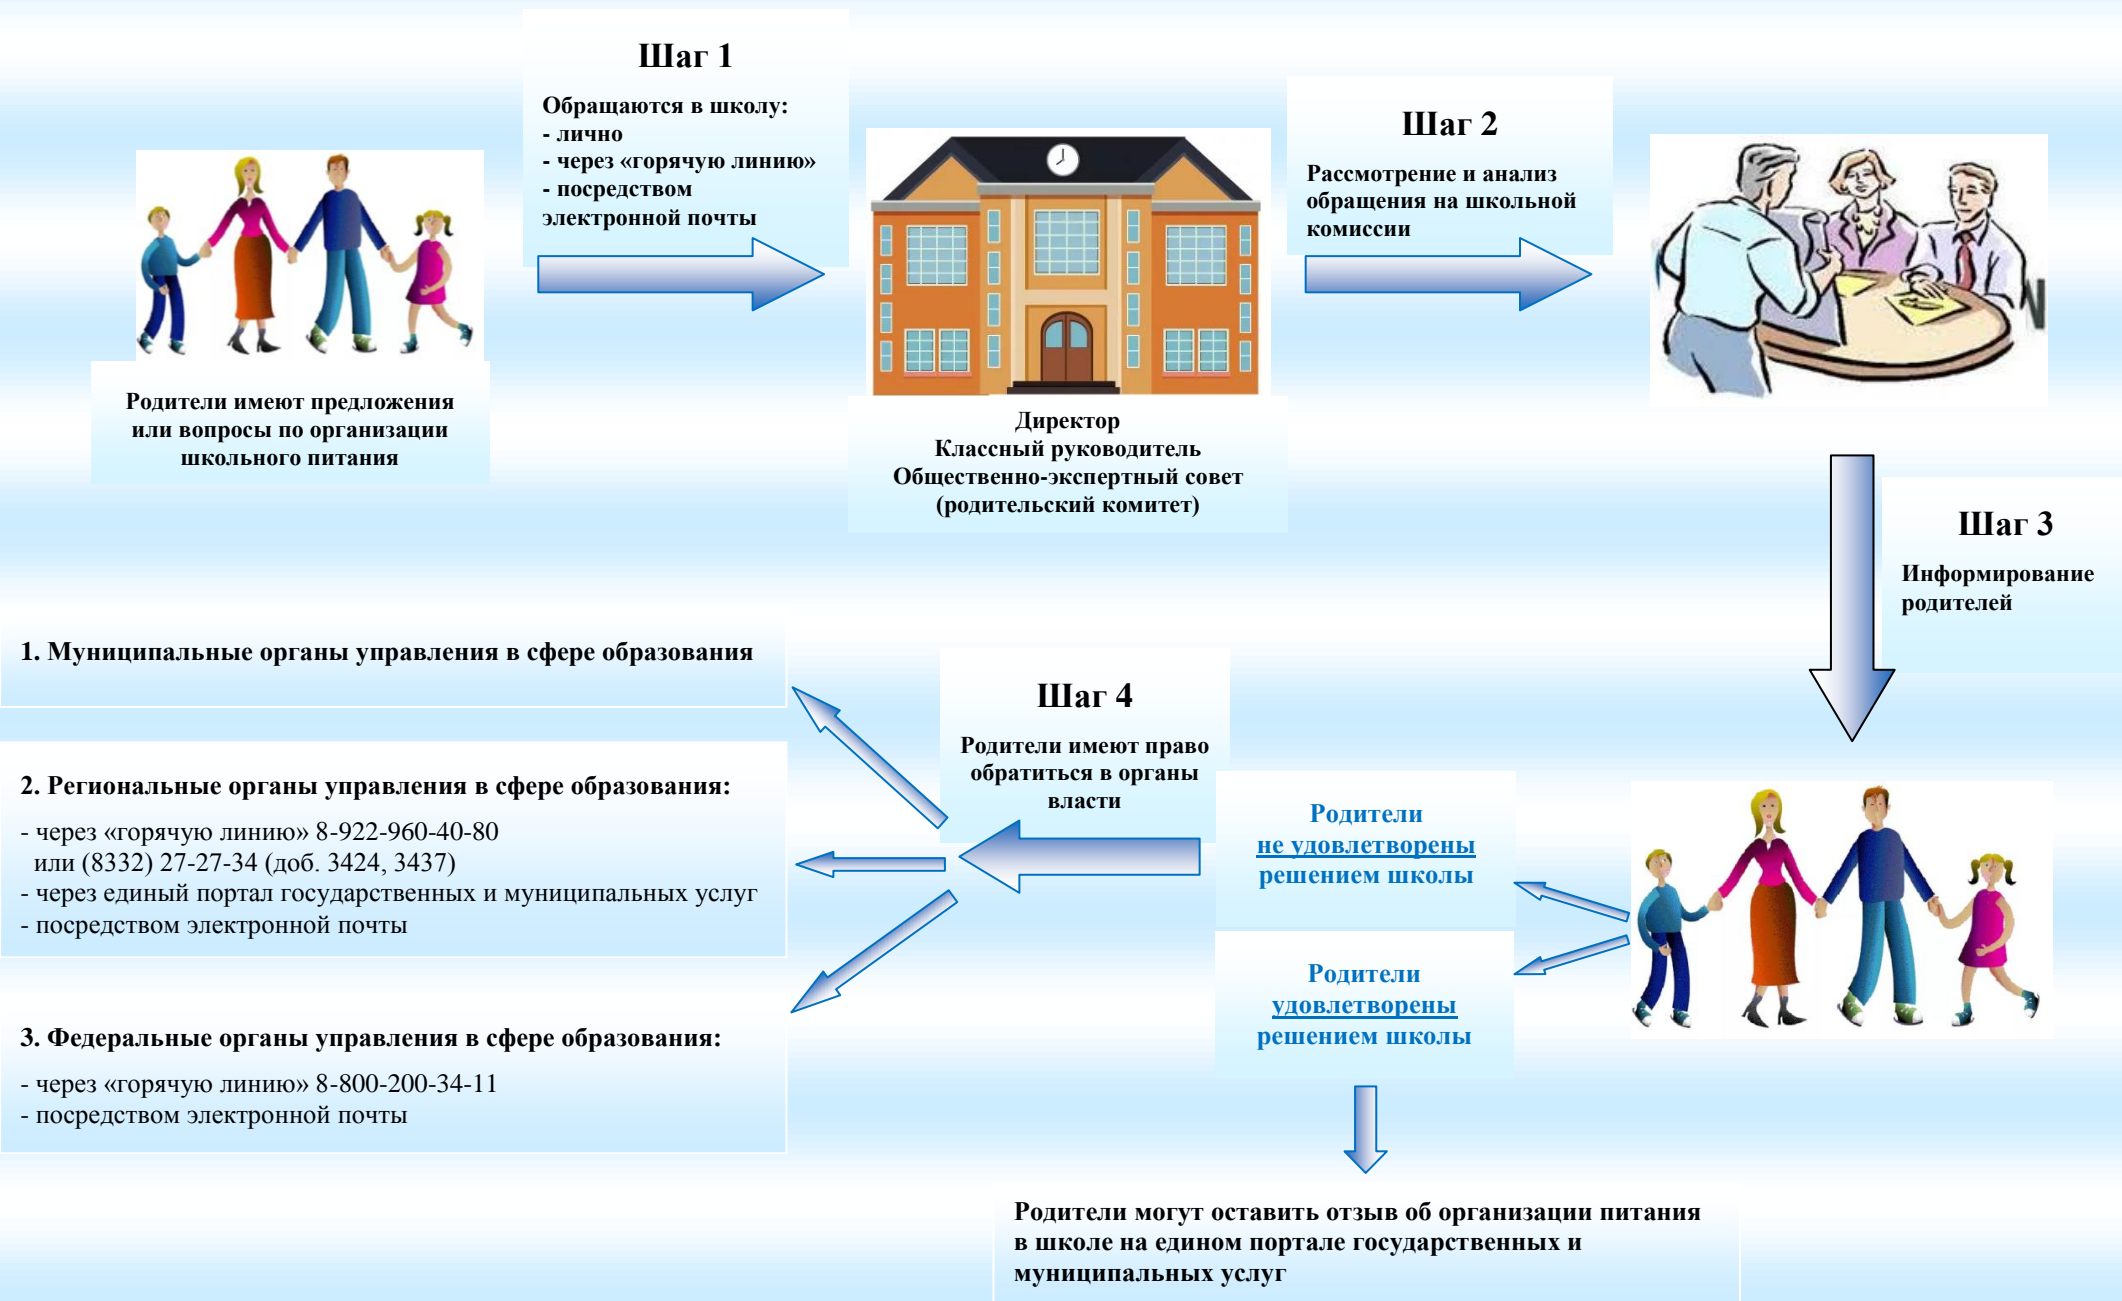 Шаг 1
Обращаются в школу:
- лично
- через «горячую линию»
- посредством
электронной почты
Родители имеют предложения
или вопросы по организации
школьного питания
Директор
Классный руководитель
Общественно-экспертный совет
(родительский комитет)
Шаг 2
Рассмотрение и анализ
обращения на школьной
комиссии
Шаг 3
Информирование
родителей
Родители
не удовлетворены
решением школы
Родители
удовлетворены
решением школы
Шаг 4
Родители имеют право
обратиться в органы
власти
1. Муниципальные органы управления в сфере образования
2. Региональные органы управления в сфере образования:
- через «горячую линию» 8-922-960-40-80
или (8332) 27-27-34 (доб. 3424, 3437)
- через единый портал государственных и муниципальных услуг
- посредством электронной почты
3. Федеральные органы управления в сфере образования:
- через «горячую линию» 8-800-200-34-11
- посредством электронной почты
Родители могут оставить отзыв об организации питания
в школе на едином портале государственных и
муниципальных услуг